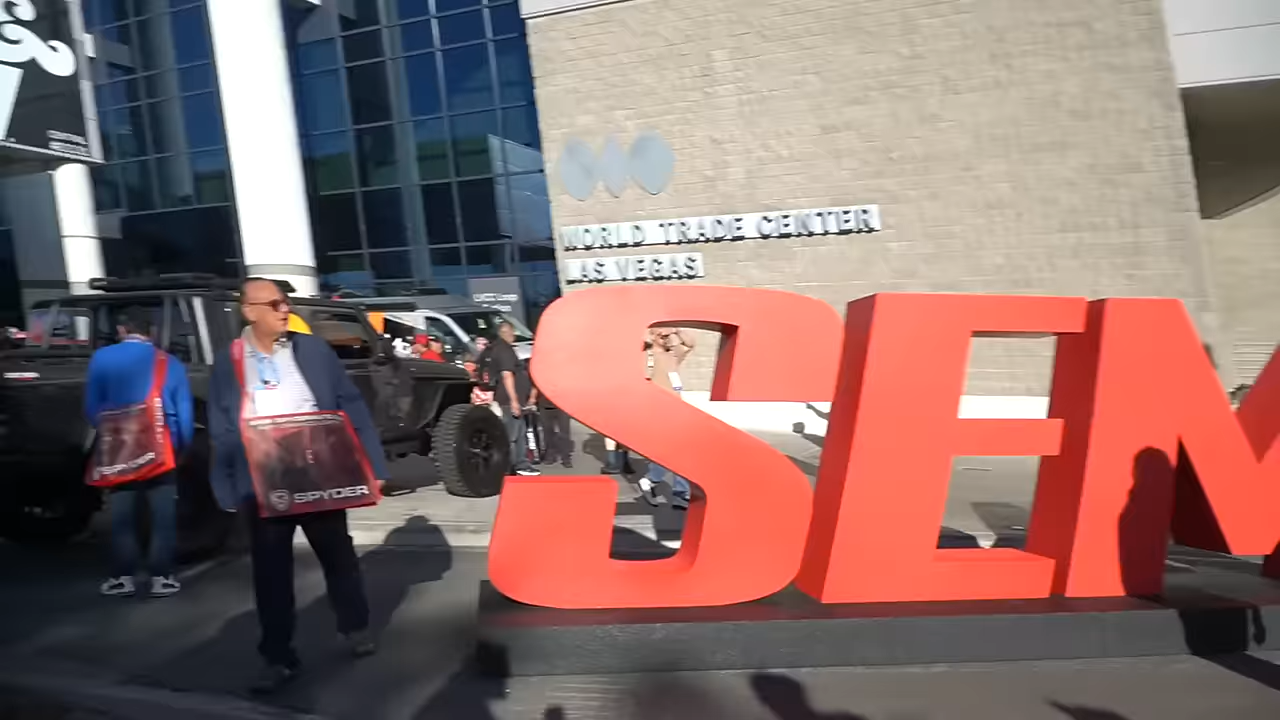 WORLD TRADE CENTER
LAS VEGAS
SEM
SPYDER
SPYDER